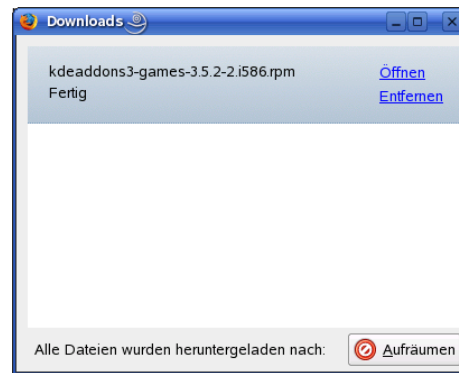 Downloads
kdeaddons3-games-3.5.2-2.i586.rpm Öffnen
Fertig Entfernen
Alle Dateien wurden heruntergeladen nach: Aufräumen